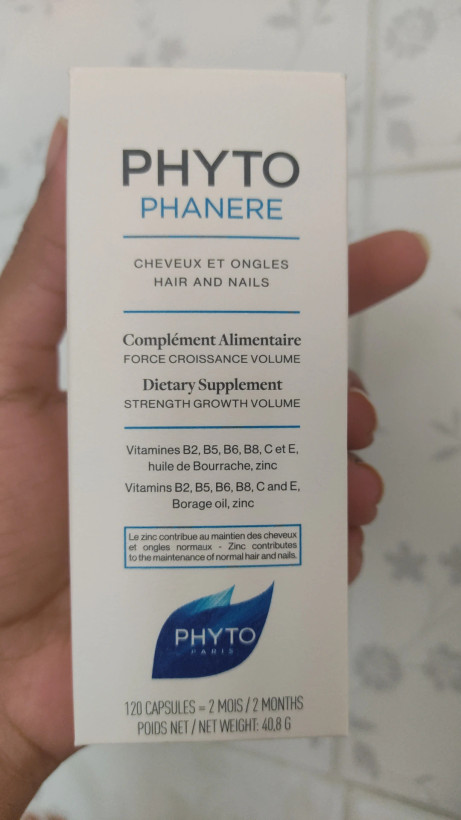 PHYTO
PHANERE
CHEVEUX ET ONGLES
HAIR AND NAILS
Complément Alimentaire
FORCE CROISSANCE VOLUME
Dietary Supplement
STRENGTH GROWTH VOLUME
Vitamines B2, B5, B6, B8, C et E,
huile de Bourrache, zinc
Vitamins B2, B5, B6, B8, C and E,
Borage oil, zinc
Le zinc contribue au maintien des cheveux
et ongles normaux - Zinc contributes
to the maintenance of normal hair and nails.
PHYTO
PARIS
120 CAPSULES = 2 MOIS / 2 MONTHS
POIDS NET / NET WEIGHT: 40,8 G